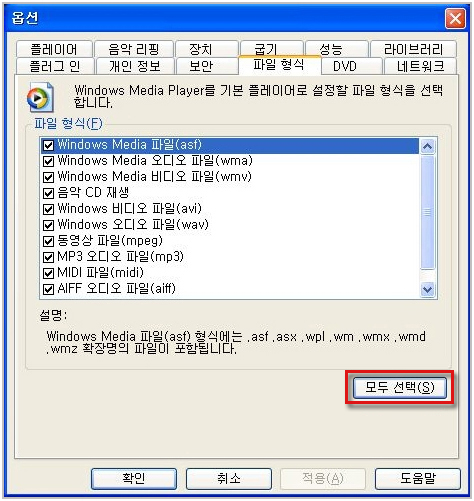 옵션
플레이어 음악 리핑 장치 굽기 성능 라이브러리
플러그 인 개인 정보 보안 파일 형식 DVD 네트워크
Windows Media Player를 기본 플레이어로 설정할 파일 형식을 선택
합니다.
파일 형식(F)
Windows Media 파일(asf)
Windows Media 오디오 파일(wma)
Windows Media 비디오 파일(wmv)
음악 CD 재생
Windows 비디오 파일(avi)
Windows 오디오 파일(wav)
동영상 파일(mpeg)
MP3 오디오 파일(mp3)
MIDI 파일(midi)
AIFF 오디오 파일(aiff)
설명:
Windows Media 파일(asf) 형식에는 .asf .asx .wpl .wm .wmx .wmd
.wmz 확장명의 파일이 포함됩니다.
모두 선택(S)
확인 취소 적용(A) 도움말